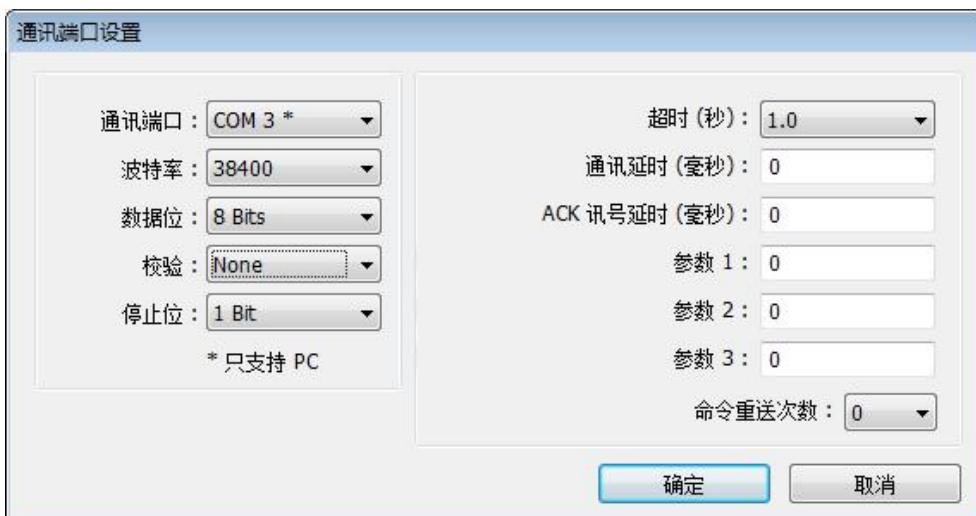 通讯端口设置
通讯端口： COM 3 *
波特率： 38400
数据位： 8 Bits
校验： None
停止位： 1 Bit
* 只支持 PC
超时 (秒)： 1.0
通讯延时 (毫秒)： 0
ACK 讯号延时 (毫秒)： 0
参数 1： 0
参数 2： 0
参数 3： 0
命令重送次数： 0
确定 取消